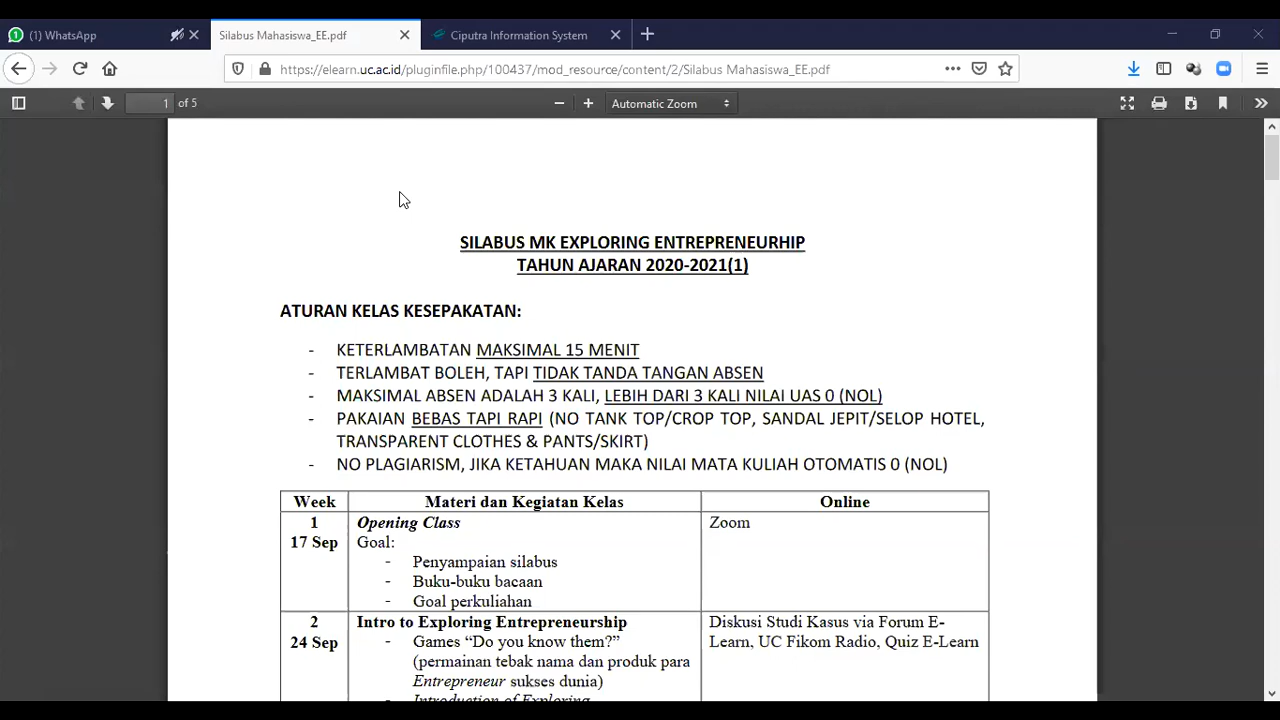 (1) WhatsApp
Silabus Mahasiswa_EE.pdf
Ciputra Information System
https://elearn.uc.ac.id/pluginfile.php/100437/mod_resource/content/2/Silabus Mahasiswa_EE.pdf
1 of 5
Automatic Zoom
SILABUS MK EXPLORING ENTREPRENEURHIP
TAHUN AJARAN 2020-2021(1)
ATURAN KELAS KESEPAKATAN:
- KETERLAMBATAN MAKSIMAL 15 MENIT
- TERLAMBAT BOLEH, TAPI TIDAK TANDA TANGAN ABSEN
- MAKSIMAL ABSEN ADALAH 3 KALI, LEBIH DARI 3 KALI NILAI UAS 0 (NOL)
- PAKAIAN BEBAS TAPI RAPI (NO TANK TOP/CROP TOP, SANDAL JEPIT/SELOP HOTEL,
TRANSPARENT CLOTHES & PANTS/SKIRT)
- NO PLAGIARISM, JIKA KETAHUAN MAKA NILAI MATA KULIAH OTOMATIS 0 (NOL)
Week
Materi dan Kegiatan Kelas
Online
1
17 Sep
Opening Class
Goal:
- Penyampaian silabus
- Buku-buku bacaan
- Goal perkuliahan
Zoom
2
24 Sep
Intro to Exploring Entrepreneurship
- Games “Do you know them?”
(permainan tebak nama dan produk para
Entrepreneur sukses dunia)
- Introduction of Exploring
Diskusi Studi Kasus via Forum E-
Learn, UC Fikom Radio, Quiz E-Learn